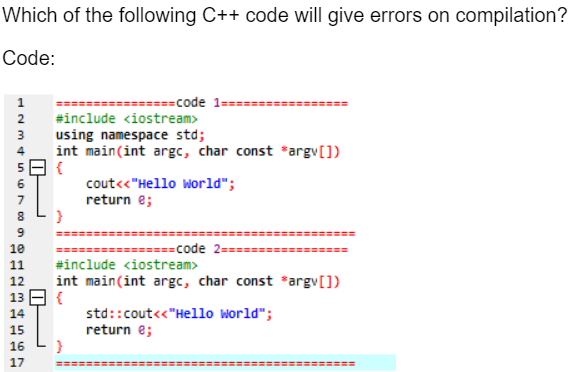 Which of the following C++ code will give errors on compilation?
Code:
1 ================code 1=================
2 #include <iostream>
3 using namespace std;
4 int main(int argc, char const *argv[])
5 {
6 cout<<"Hello World";
7 return 0;
8 }
9 ========================================
10 ================code 2=================
11 #include <iostream>
12 int main(int argc, char const *argv[])
13 {
14 std::cout<<"Hello World";
15 return 0;
16 }
17 ========================================